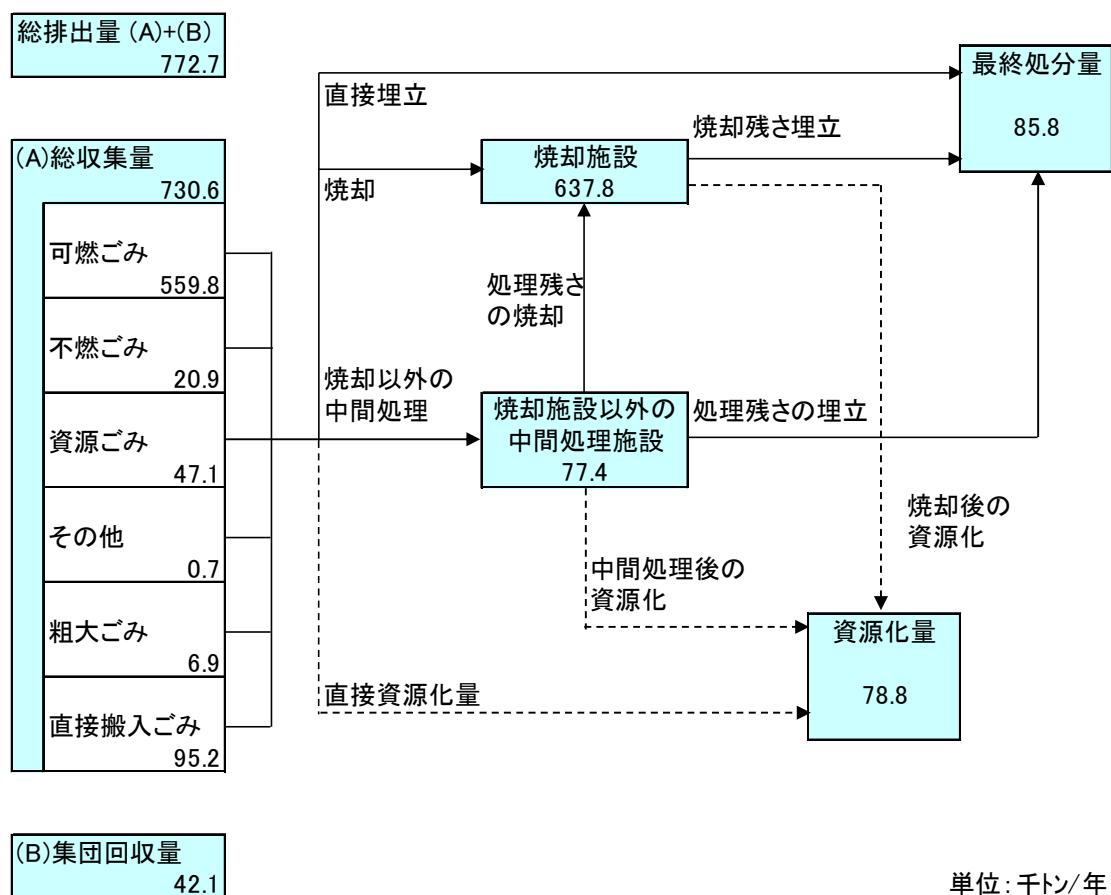 総排出量 (A)+(B)
772.7
(A)総収集量
730.6
可燃ごみ
559.8
不燃ごみ
20.9
資源ごみ
47.1
その他
0.7
粗大ごみ
6.9
直接搬入ごみ
95.2
(B)集団回収量
42.1
直接埋立
焼却
焼却以外の
中間処理
直接資源化量
焼却施設
637.8
処理残さ
の焼却
焼却施設以外の
中間処理施設
77.4
中間処理後の
資源化
焼却残さ埋立
処理残さの埋立
焼却後の
資源化
最終処分量
85.8
資源化量
78.8
単位：千トン/年